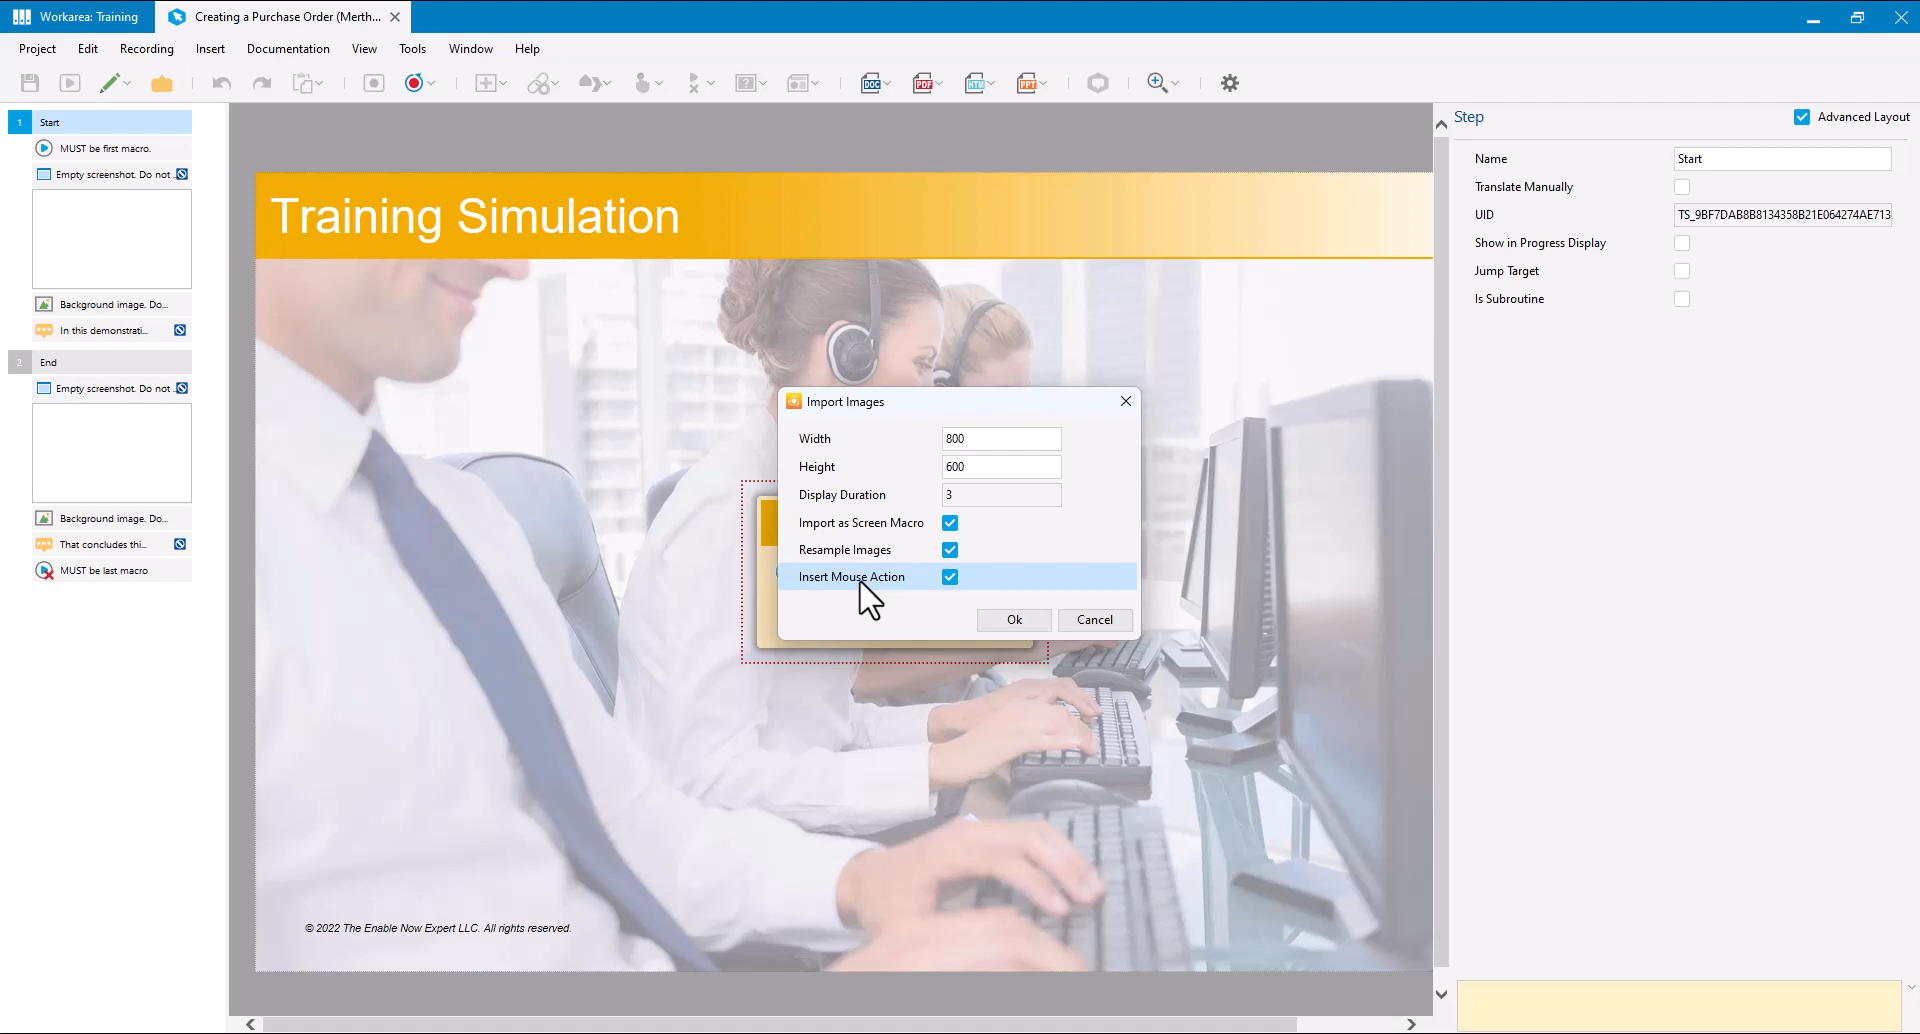 Workarea: Training
Creating a Purchase Order (Merth...
Project Edit Recording Insert Documentation View Tools Window Help
DOC PDF HTM PPT
1 Start
MUST be first macro.
Empty screenshot. Do not
Background image. Do...
In this demonstrati...
2 End
Empty screenshot. Do not
Background image. Do...
That concludes thi...
MUST be last macro
Training Simulation
Import Images
Width 800
Height 600
Display Duration 3
Import as Screen Macro
Resample Images
Insert Mouse Action
Ok Cancel
© 2022 The Enable Now Expert LLC. All rights reserved.
Step Advanced Layout
Name Start
Translate Manually
UID TS_9BF7DAB8B8134358B21E064274AE713
Show in Progress Display
Jump Target
Is Subroutine